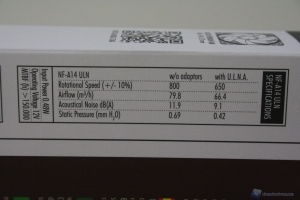 NF-A14 ULN
SPECIFICATIONS
NF-A14 ULN w/o adaptors with U.L.N.A.
Rotational Speed (+/- 10%) 800 650
Airflow (m³/h) 79.8 66.4
Acoustical Noise dB(A) 11.9 9.1
Static Pressure (mm H₂O) 0.69 0.42
Input Power 0.48W
Operating Voltage 12V
MTBF (h) >150.000